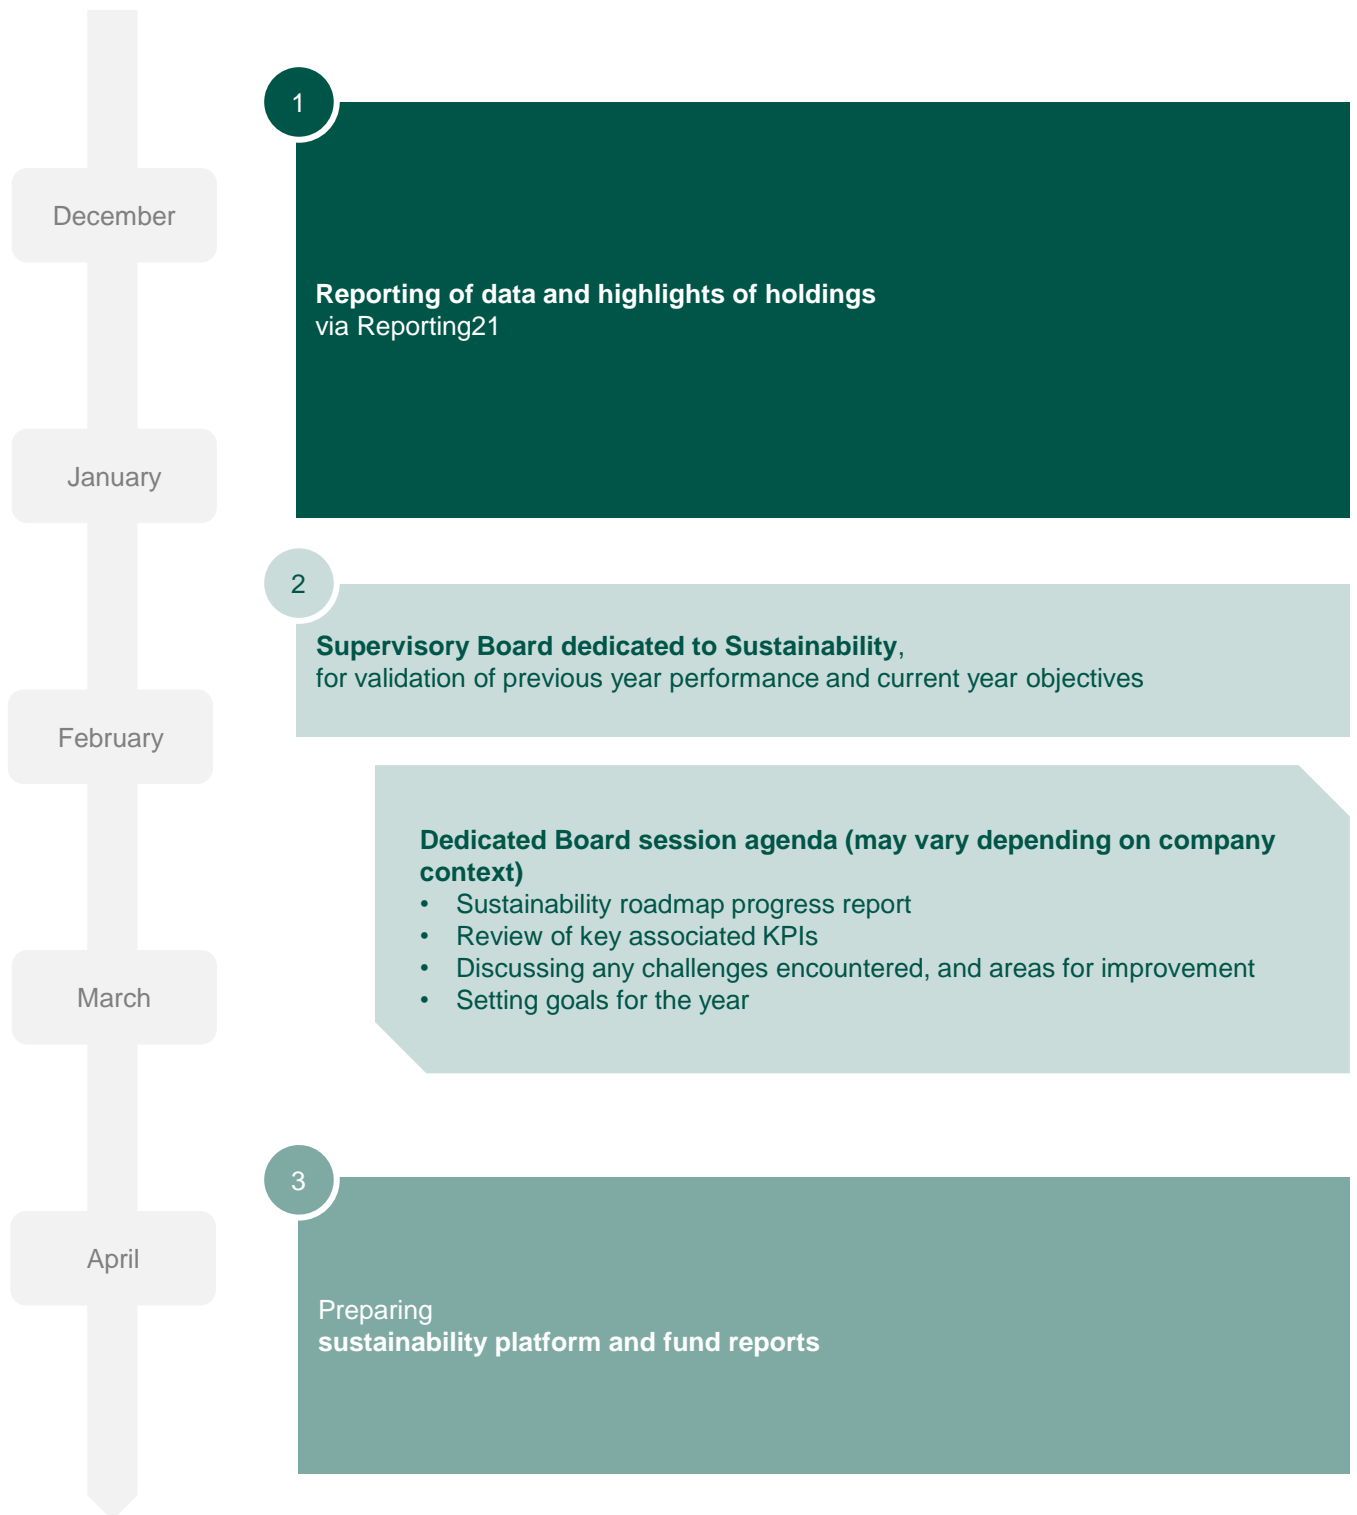 1
December
Reporting of data and highlights of holdings
via Reporting21
January
2
Supervisory Board dedicated to Sustainability,
for validation of previous year performance and current year objectives
February
Dedicated Board session agenda (may vary depending on company
context)
• Sustainability roadmap progress report
• Review of key associated KPIs
• Discussing any challenges encountered, and areas for improvement
• Setting goals for the year
March
3
April
Preparing
sustainability platform and fund reports